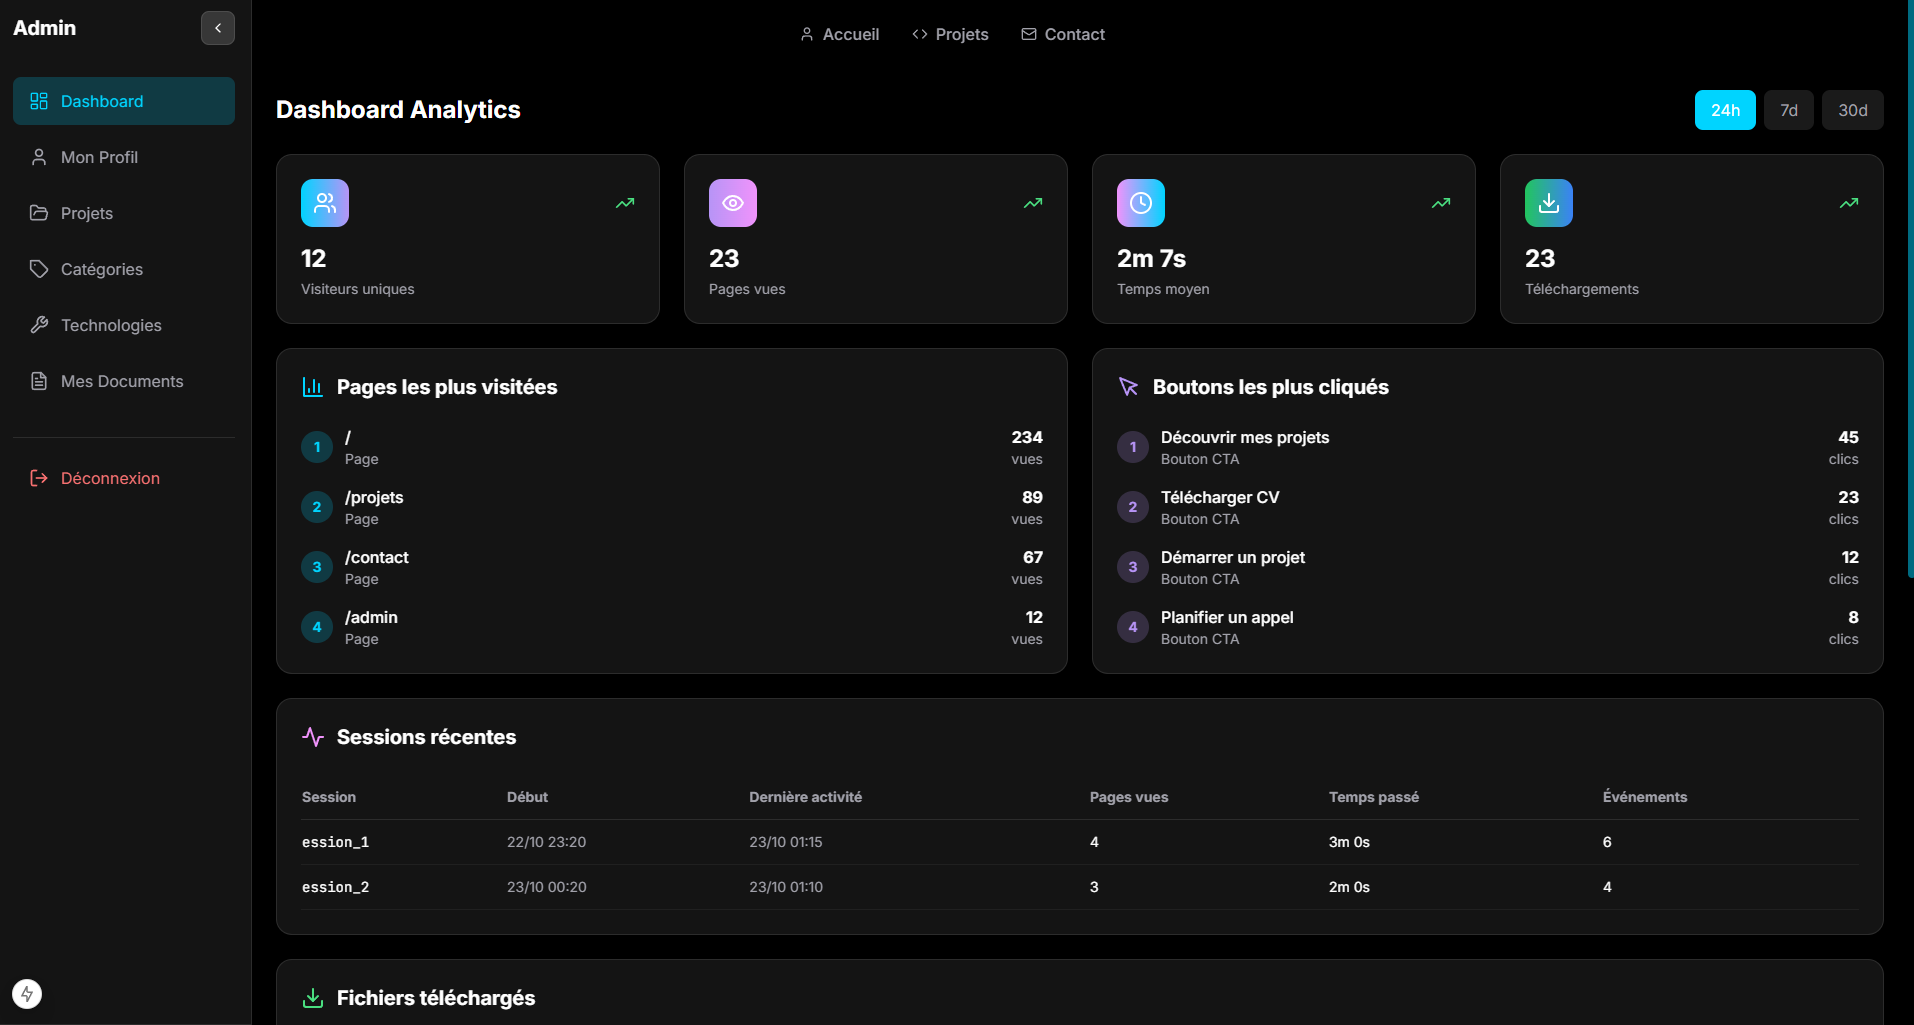 Admin
Accueil Projets Contact
Dashboard
Mon Profil
Projets
Catégories
Technologies
Mes Documents
Déconnexion
Dashboard Analytics
24h 7d 30d
12
Visiteurs uniques
23
Pages vues
2m 7s
Temps moyen
23
Téléchargements
Pages les plus visitées
1 / 234
Page vues
2 /projets 89
Page vues
3 /contact 67
Page vues
4 /admin 12
Page vues
Boutons les plus cliqués
1 Découvrir mes projets 45
Bouton CTA clics
2 Télécharger CV 23
Bouton CTA clics
3 Démarrer un projet 12
Bouton CTA clics
4 Planifier un appel 8
Bouton CTA clics
Sessions récentes
Session Début Dernière activité Pages vues Temps passé Événements
ession_1 22/10 23:20 23/10 01:15 4 3m 0s 6
ession_2 23/10 00:20 23/10 01:10 3 2m 0s 4
Fichiers téléchargés